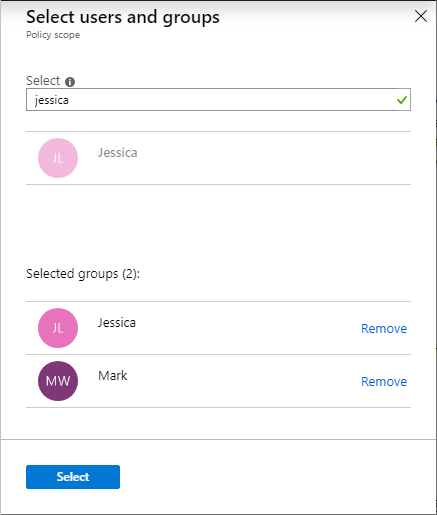 Select users and groups
Policy scope
Select
jessica
JL Jessica
Selected groups (2):
JL Jessica Remove
MW Mark Remove
Select